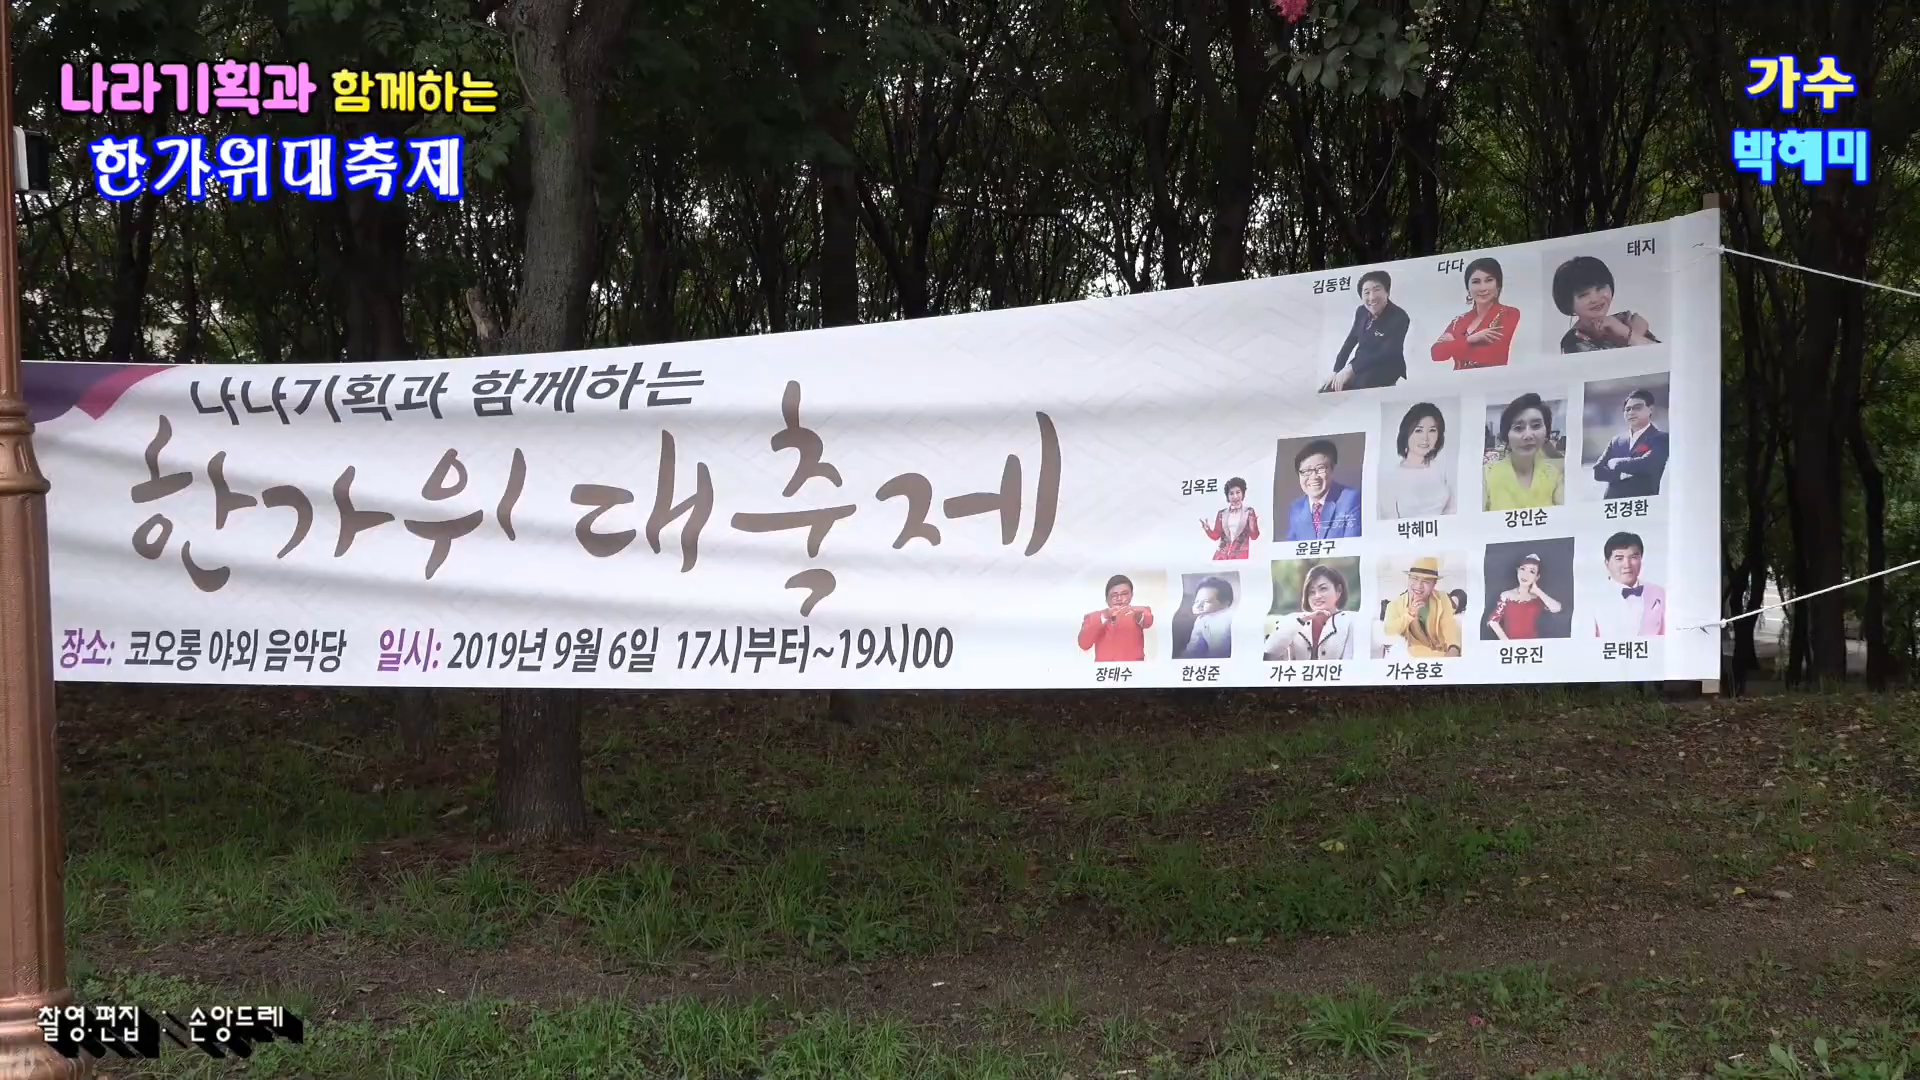 나라기획과 함께하는
한가위대축제
가수
박혜미
나나기획과 함께하는
한가위 대축제
장소: 코오롱 야외 음악당 일시: 2019년 9월 6일 17시부터~19시00
김동현
다다
태지
김옥로
윤달구
박혜미
강인순
전경환
장태수
한성준
가수 김지안
가수용호
임유진
문태진
촬영.편집 : 손앙드레